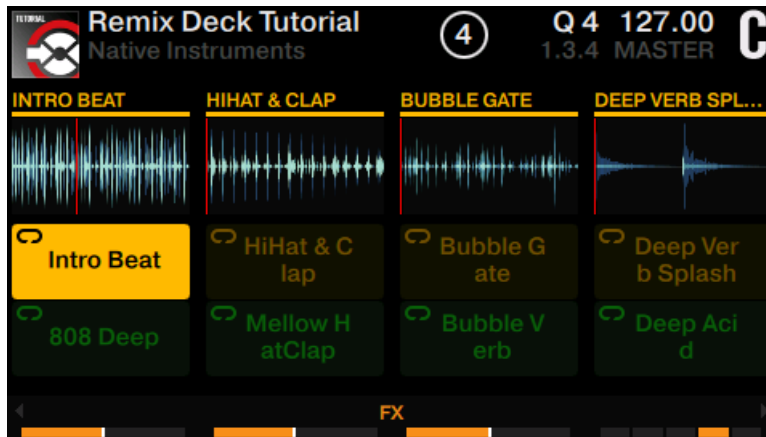 TUTORIAL
Remix Deck Tutorial
Native Instruments
4
Q 4 127.00
1.3.4 MASTER
C
INTRO BEAT HIHAT & CLAP BUBBLE GATE DEEP VERB SPL...
Intro Beat
HiHat & C
lap
Bubble G
ate
Deep Ver
b Splash
808 Deep
Mellow H
atClap
Bubble V
erb
Deep Aci
d
FX